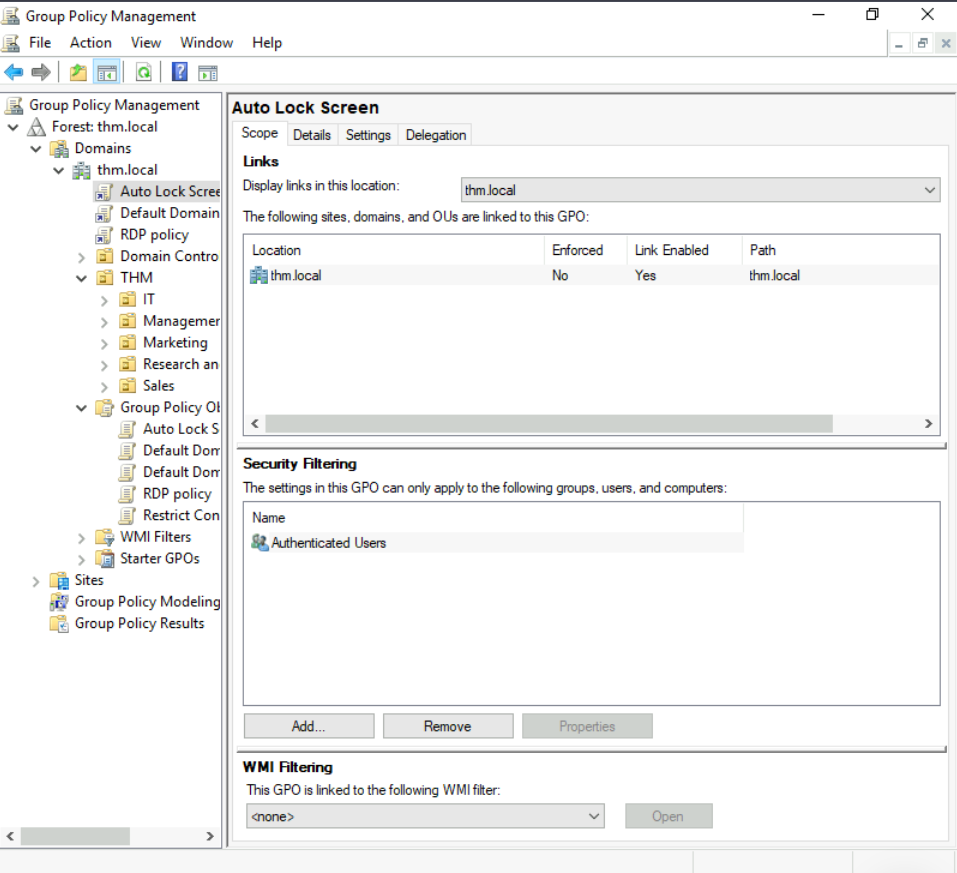 Group Policy Management
File Action View Window Help
Group Policy Management
Forest: thm.local
Domains
thm.local
Auto Lock Scree
Default Domain
RDP policy
Domain Contro
THM
IT
Managemer
Marketing
Research an
Sales
Group Policy Ob
Auto Lock S
Default Dom
Default Dom
RDP policy
Restrict Con
WMI Filters
Starter GPOs
Sites
Group Policy Modeling
Group Policy Results
Auto Lock Screen
Scope Details Settings Delegation
Links
Display links in this location: thm.local
The following sites, domains, and OUs are linked to this GPO:
Location Enforced Link Enabled Path
thm.local No Yes thm.local
Security Filtering
The settings in this GPO can only apply to the following groups, users, and computers:
Name
Authenticated Users
Add... Remove Properties
WMI Filtering
This GPO is linked to the following WMI filter:
<none> Open